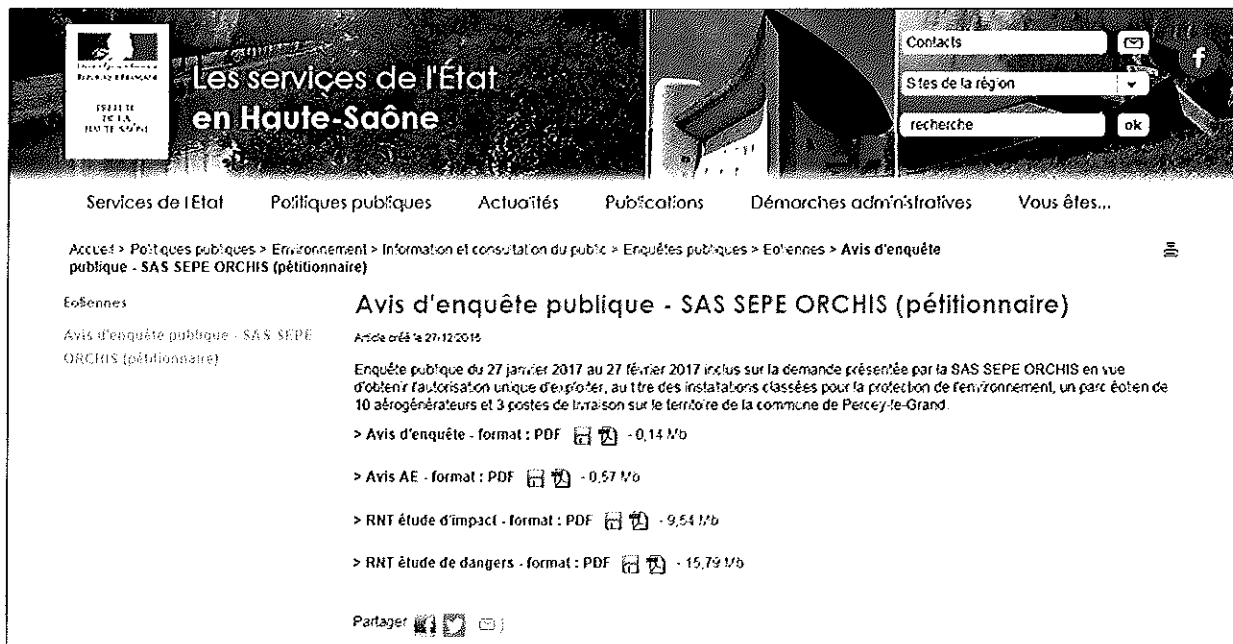 RÉPUBLIQUE FRANÇAISE
Les services de l'État
en Haute-Saône
Contacts
Sites de la région
recherche
ok
f
Services de l'État
Politiques publiques
Actualités
Publications
Démarches administratives
Vous êtes...
Accueil > Politiques publiques > Environnement > Information et consultation du public > Enquêtes publiques > Eoliennes > Avis d'enquête
publique - SAS SEPE ORCHIS (pétitionnaire)
Eoliennes
Avis d'enquête publique - SAS SEPE
ORCHIS (pétitionnaire)
Avis d'enquête publique - SAS SEPE ORCHIS (pétitionnaire)
Article créé le
Enquête publique du 27 janvier 2017 au 27 février 2017 inclus sur la demande présentée par la SAS SEPE ORCHIS en vue
d'obtenir l'autorisation unique d'exploiter, au titre des installations classées pour la protection de l'environnement, un parc éolien de
10 aérogénérateurs et 3 postes de livraison sur le territoire de la commune de Percey-le-Grand.
> Avis d'enquête - format : PDF - 0,14 Mb
> Avis AE - format : PDF - 0,57 Mb
> RNT étude d'impact - format : PDF - 9,54 Mb
> RNT étude de dangers - format : PDF - 15,79 Mb
Partager